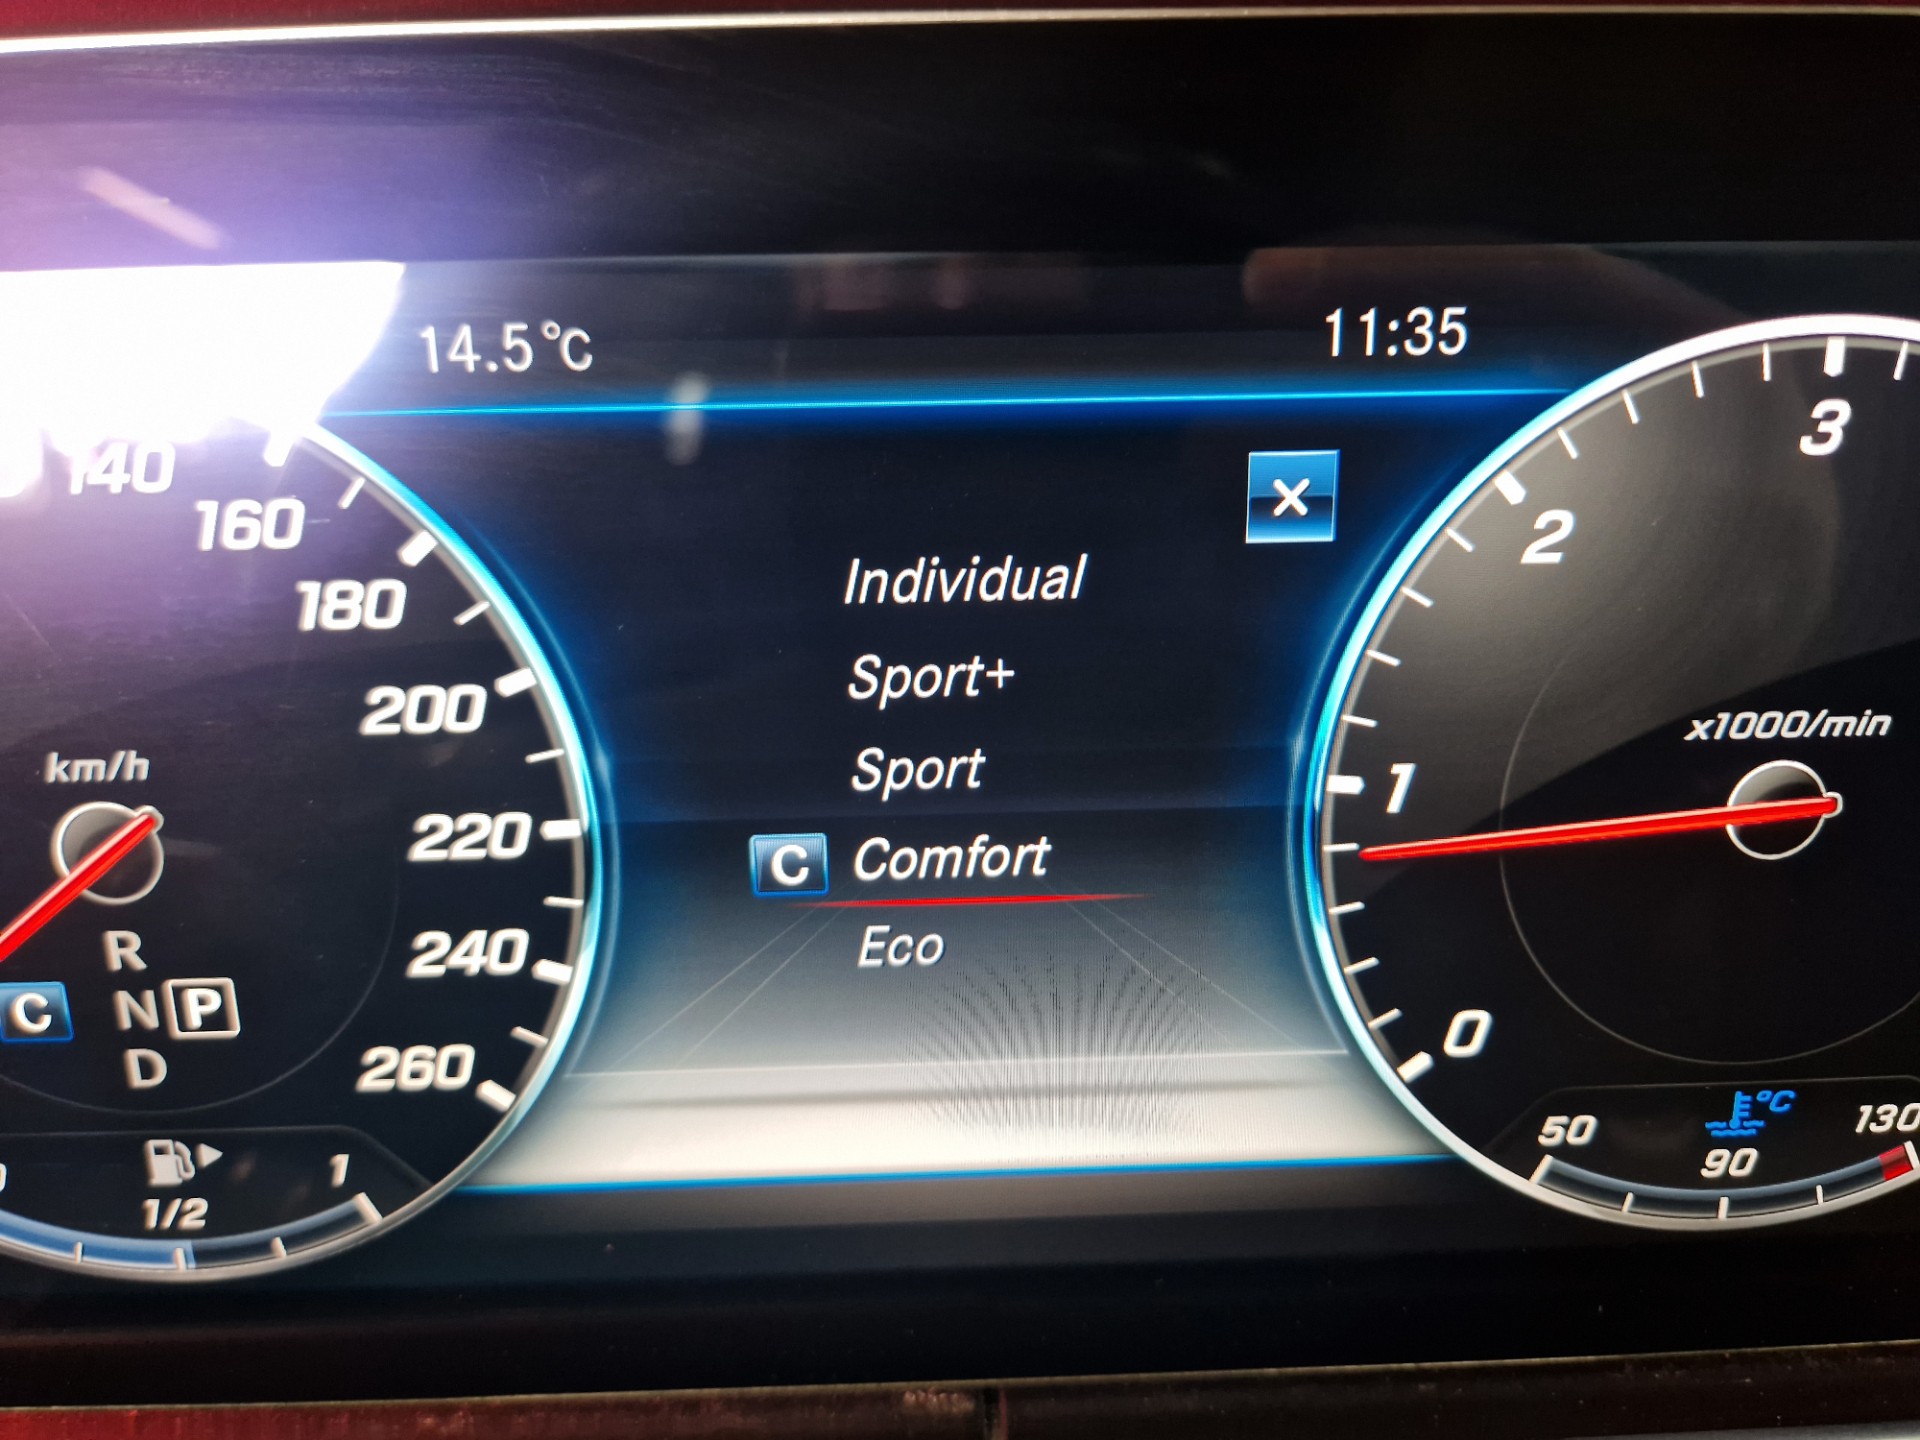 14.5°C
11:35
140
160
180
200
220
240
260
km/h
R
C
N
P
D
1/2
1
×
Individual
Sport+
Sport
C Comfort
Eco
3
2
1
0
x1000/min
50
°C
90
130